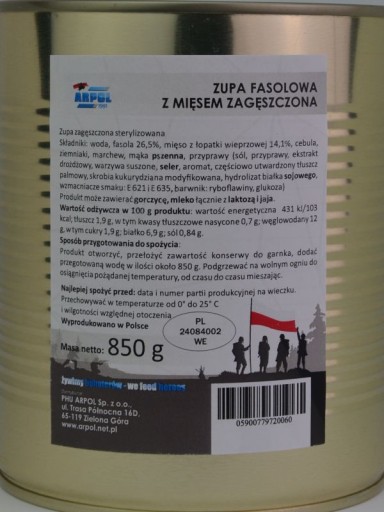 ARPOL
ZUPA FASOLOWA
Z MIĘSEM ZAGĘSZCZONA
Zupa zagęszczona sterylizowana
Składniki: woda, fasola 26,5%, mięso z łopatki wieprzowej 14,1%, cebula,
ziemniaki, marchew, mąka pszenna, przyprawy (sól, przyprawy, ekstrakt
drożdżowy, warzywa suszone, seler, aromat), częściowo utwardzony tłuszcz
palmowy, skrobia kukurydziana modyfikowana, hydrolizat białka sojowego,
wzmacniacze smaku: E 621 i E 635, barwnik: ryboflawiny, glukoza)
Produkt może zawierać gorczycę, mleko łącznie z laktozą i jaja.
Wartość odżywcza w 100 g produktu: wartość energetyczna 431 kJ/103
kcal; tłuszcz 1,9 g, w tym kwasy tłuszczowe nasycone 0,7 g; węglowodany 12
g, w tym cukry 1,9 g; białko 6,9 g; sól 0,84 g.
Sposób przygotowania do spożycia:
Produkt otworzyć, przełożyć zawartość konserwy do garnka, dodać
przegotowaną wodę w ilości około 850 g. Podgrzewać na wolnym ogniu do
osiągnięcia pożądanej temperatury, od czasu do czasu mieszając.
Najlepiej spożyć przed: data i numer partii produkcyjnej na wieczku.
Przechowywać w temperaturze od 0° do 25° C
i wilgotności względnej otoczenia
Wyprodukowano w Polsce
PL
24084002
WE
Masa netto: 850 g
żywimy bohaterów - we feed heroes
PHU ARPOL Sp. z o.o.,
ul. Trasa Północna 16D,
65-119 Zielona Góra
www.arpol.net.pl
05900779720060